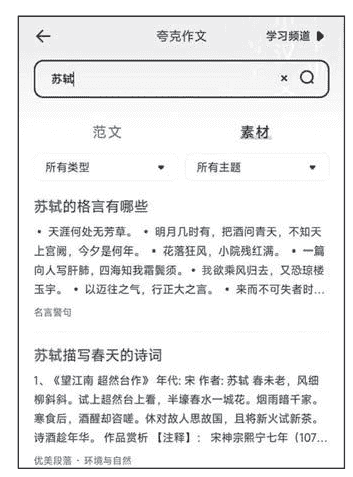 夸克作文
学习频道
苏轼
×
范文
素材
所有类型
所有主题
苏轼的格言有哪些
• 天涯何处无芳草。 • 明月几时有，把酒问青天，不知天
上宫阙，今夕是何年。 • 花落狂风，小院残红满。 • 一篇
向人写肝肺，四海知我霜鬓须。 • 我欲乘风归去，又恐琼楼
玉宇。 • 以迈往之气，行正大之言。 • 来而不可失者时...
名言警句
苏轼描写春天的诗词
1、《望江南 超然台作》 年代: 宋 作者: 苏轼 春未老，风细
柳斜斜。试上超然台上看，半壕春水一城花。烟雨暗千家。
寒食后，酒醒却咨嗟。休对故人思故国，且将新火试新茶。
诗酒趁年华。 作品赏析 【注释】： 宋神宗熙宁七年（107...
优美段落 · 环境与自然